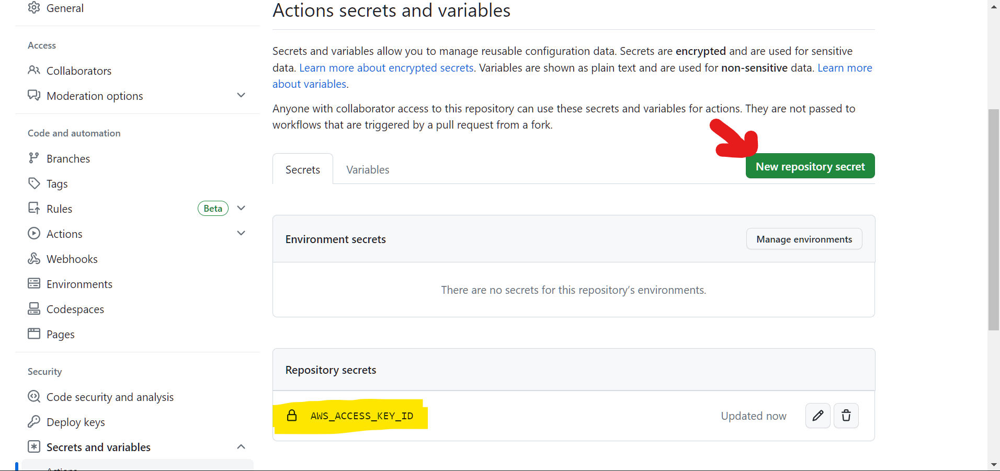 General
Access
Collaborators
Moderation options
Code and automation
Branches
Tags
Rules Beta
Actions
Webhooks
Environments
Codespaces
Pages
Security
Code security and analysis
Deploy keys
Secrets and variables
Actions
Actions secrets and variables
Secrets and variables allow you to manage reusable configuration data. Secrets are encrypted and are used for sensitive
data. Learn more about encrypted secrets. Variables are shown as plain text and are used for non-sensitive data. Learn more
about variables.
Anyone with collaborator access to this repository can use these secrets and variables for actions. They are not passed to
workflows that are triggered by a pull request from a fork.
Secrets Variables New repository secret
Environment secrets Manage environments
There are no secrets for this repository’s environments.
Repository secrets
AWS_ACCESS_KEY_ID Updated now